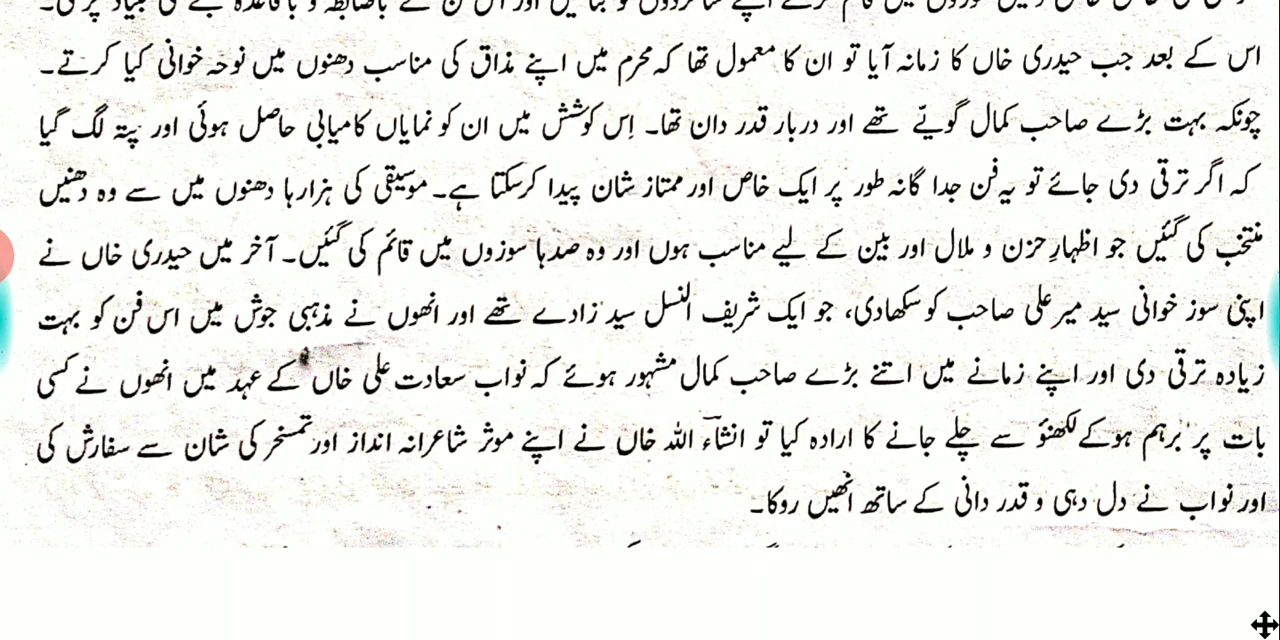 اس کے بعد جب حیدری خاں کا زمانہ آیا تو ان کا معمول تھا کہ محرم میں اپنے مذاق کی مناسب دھنوں میں نوحہ خوانی کیا کرتے۔
چونکہ بہت بڑے صاحب کمال گویّے تھے اور دربار قدر دان تھا۔ اِس کوشش میں ان کو نمایاں کامیابی حاصل ہوئی اور پتہ لگ گیا
کہ اگر ترقی دی جائے تو یہ فن جدا گانہ طور پر ایک خاص اور ممتاز شان پیدا کرسکتا ہے۔ موسیقی کی ہزارہا دھنوں میں سے وہ دھنیں
منتخب کی گئیں جو اظہارِ حزن و ملال اور بین کے لیے مناسب ہوں اور وہ صدہا سوزوں میں قائم کی گئیں۔ آخر میں حیدری خاں نے
اپنی سوز خوانی سید میر علی صاحب کو سکھادی، جو ایک شریف النسل سید زادے تھے اور انھوں نے مذہبی جوش میں اس فن کو بہت
زیادہ ترقی دی اور اپنے زمانے میں اتنے بڑے صاحب کمال مشہور ہوئے کہ نواب سعادت علی خاں کے عہد میں انھوں نے کسی
بات پر برہم ہوکے لکھنؤ سے چلے جانے کا ارادہ کیا تو انشآء اللہ خاں نے اپنے موثر شاعرانہ انداز اور تمسخر کی شان سے سفارش کی
اور نواب نے دل دہی و قدر دانی کے ساتھ انھیں روکا۔